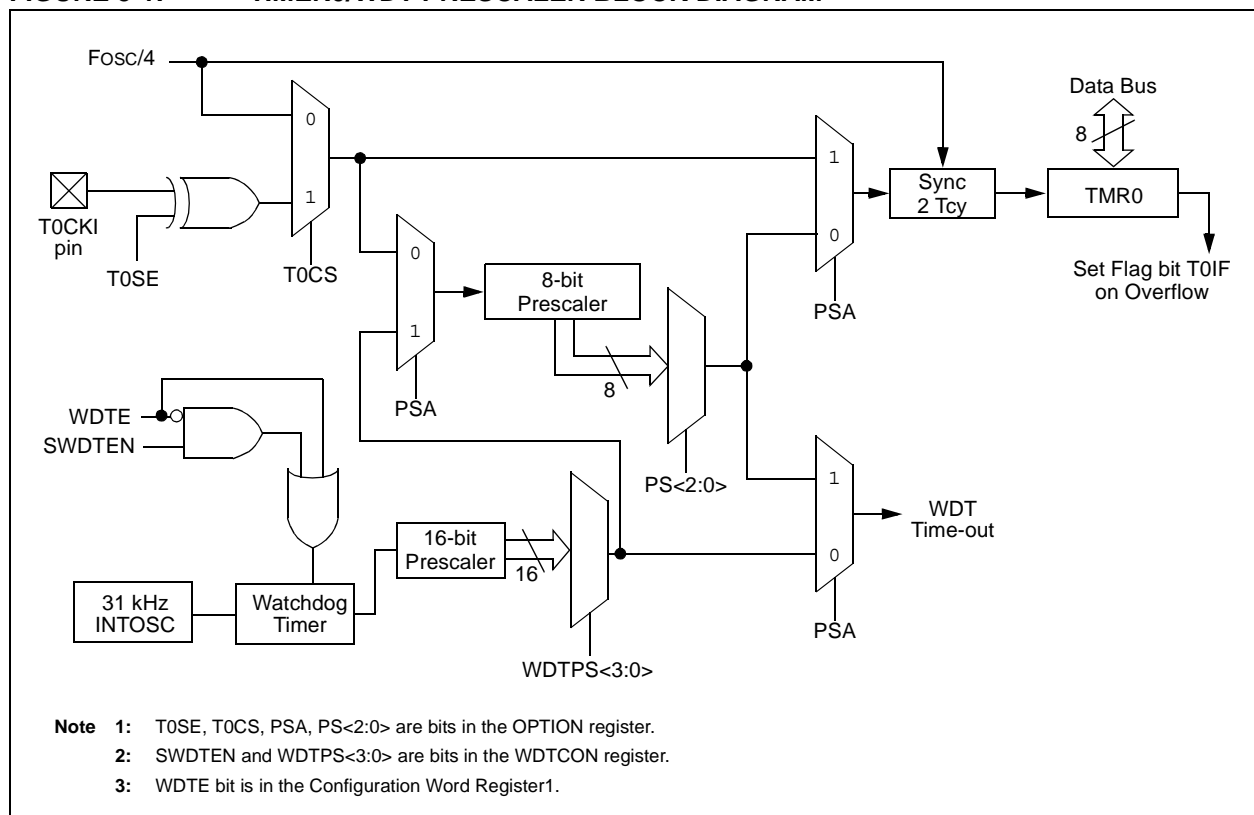 FOSC/4
Data Bus
8
0
1
T0CKI
pin
T0SE
T0CS
1
0
PSA
Sync
2 Tcy
TMR0
Set Flag bit T0IF
on Overflow
0
1
PSA
8-bit
Prescaler
8
PS<2:0>
WDTE
SWDTEN
1
0
PSA
WDT
Time-out
16-bit
Prescaler
16
31 kHz
INTOSC
Watchdog
Timer
WDTPS<3:0>
Note 1: T0SE, T0CS, PSA, PS<2:0> are bits in the OPTION register.
2: SWDTEN and WDTPS<3:0> are bits in the WDTCON register.
3: WDTE bit is in the Configuration Word Register1.